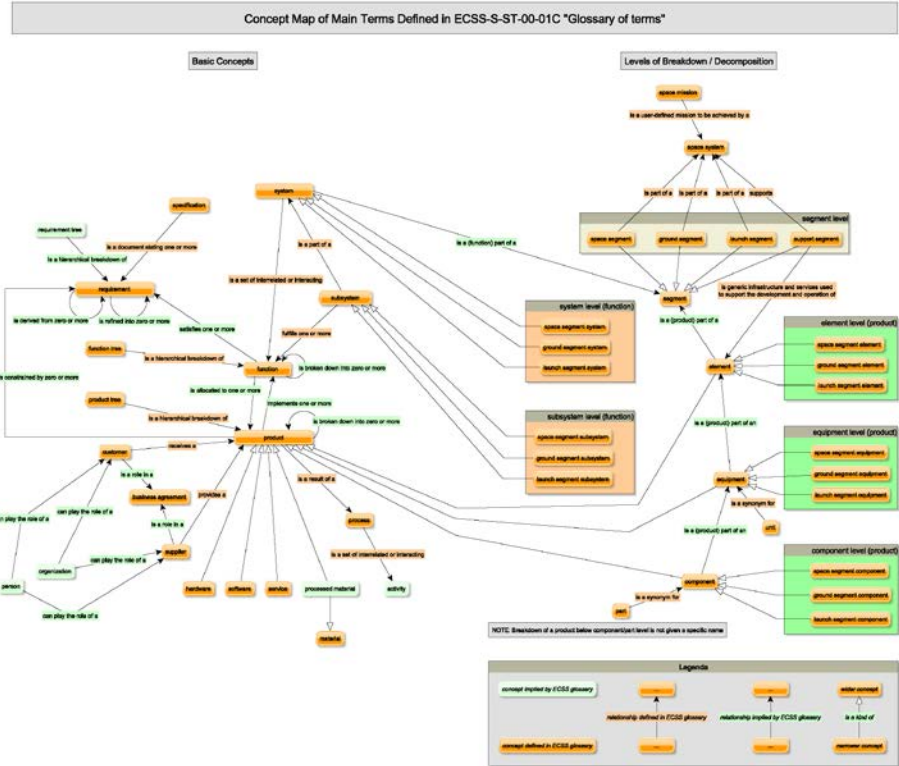 Concept Map of Main Terms Defined in ECSS-S-ST-00-01C "Glossary of terms"
Basic Concepts
Levels of Breakdown / Decomposition
space mission
is a user-defined mission to be achieved by a
space system
is part of a
is part of a
is part of a
supports
segment level
space segment
ground segment
launch segment
support segment
system
specification
requirement tree
is a document stating one or more
is a hierarchical breakdown of
is a part of a
is a (function) part of a
is a set of interrelated or interacting
requirement
subsystem
segment
is generic infrastructure and services used
to support the development and operation of
is derived from zero or more
is refined into zero or more
satisfies one or more
fulfils one or more
is a (product) part of a
system level (function)
space segment system
ground segment system
launch segment system
element level (product)
space segment element
ground segment element
launch segment element
function tree
is a hierarchical breakdown of
function
is broken down into zero or more
element
constrained by zero or more
is allocated to one or more
implements one or more
product tree
is a hierarchical breakdown of
is broken down into zero or more
product
subsystem level (function)
space segment subsystem
ground segment subsystem
launch segment subsystem
is a (product) part of an
equipment level (product)
space segment equipment
ground segment equipment
launch segment equipment
customer
receives a
is a role in a
business agreement
provides a
is a result of a
equipment
is a synonym for
unit
can play the role of a
can play the role of a
is a role in a
process
is a (product) part of an
supplier
can play the role of a
is a set of interrelated or interacting
component level (product)
space segment component
ground segment component
launch segment component
person
organization
hardware
software
service
processed material
activity
component
is a synonym for
part
can play the role of a
material
NOTE: Breakdown of a product below component/part level is not given a specific name
Legenda
concept implied by ECSS glossary
...
...
wider concept
relationship defined in ECSS glossary
relationship implied by ECSS glossary
is a kind of
concept defined in ECSS glossary
...
...
narrower concept